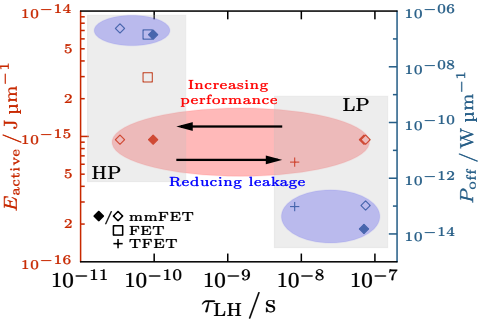 10⁻¹⁴
5
2
10⁻¹⁵
5
2
10⁻¹⁶
E_active / J μm⁻¹
10⁻⁰⁶
10⁻⁸
10⁻¹⁰
10⁻¹²
10⁻¹⁴
P_off / W μm⁻¹
Increasing
performance
LP
HP
Reducing leakage
/ mmFET
FET
TFET
10⁻¹¹
10⁻¹⁰
10⁻⁹
10⁻⁸
10⁻⁷
τ_LH / s